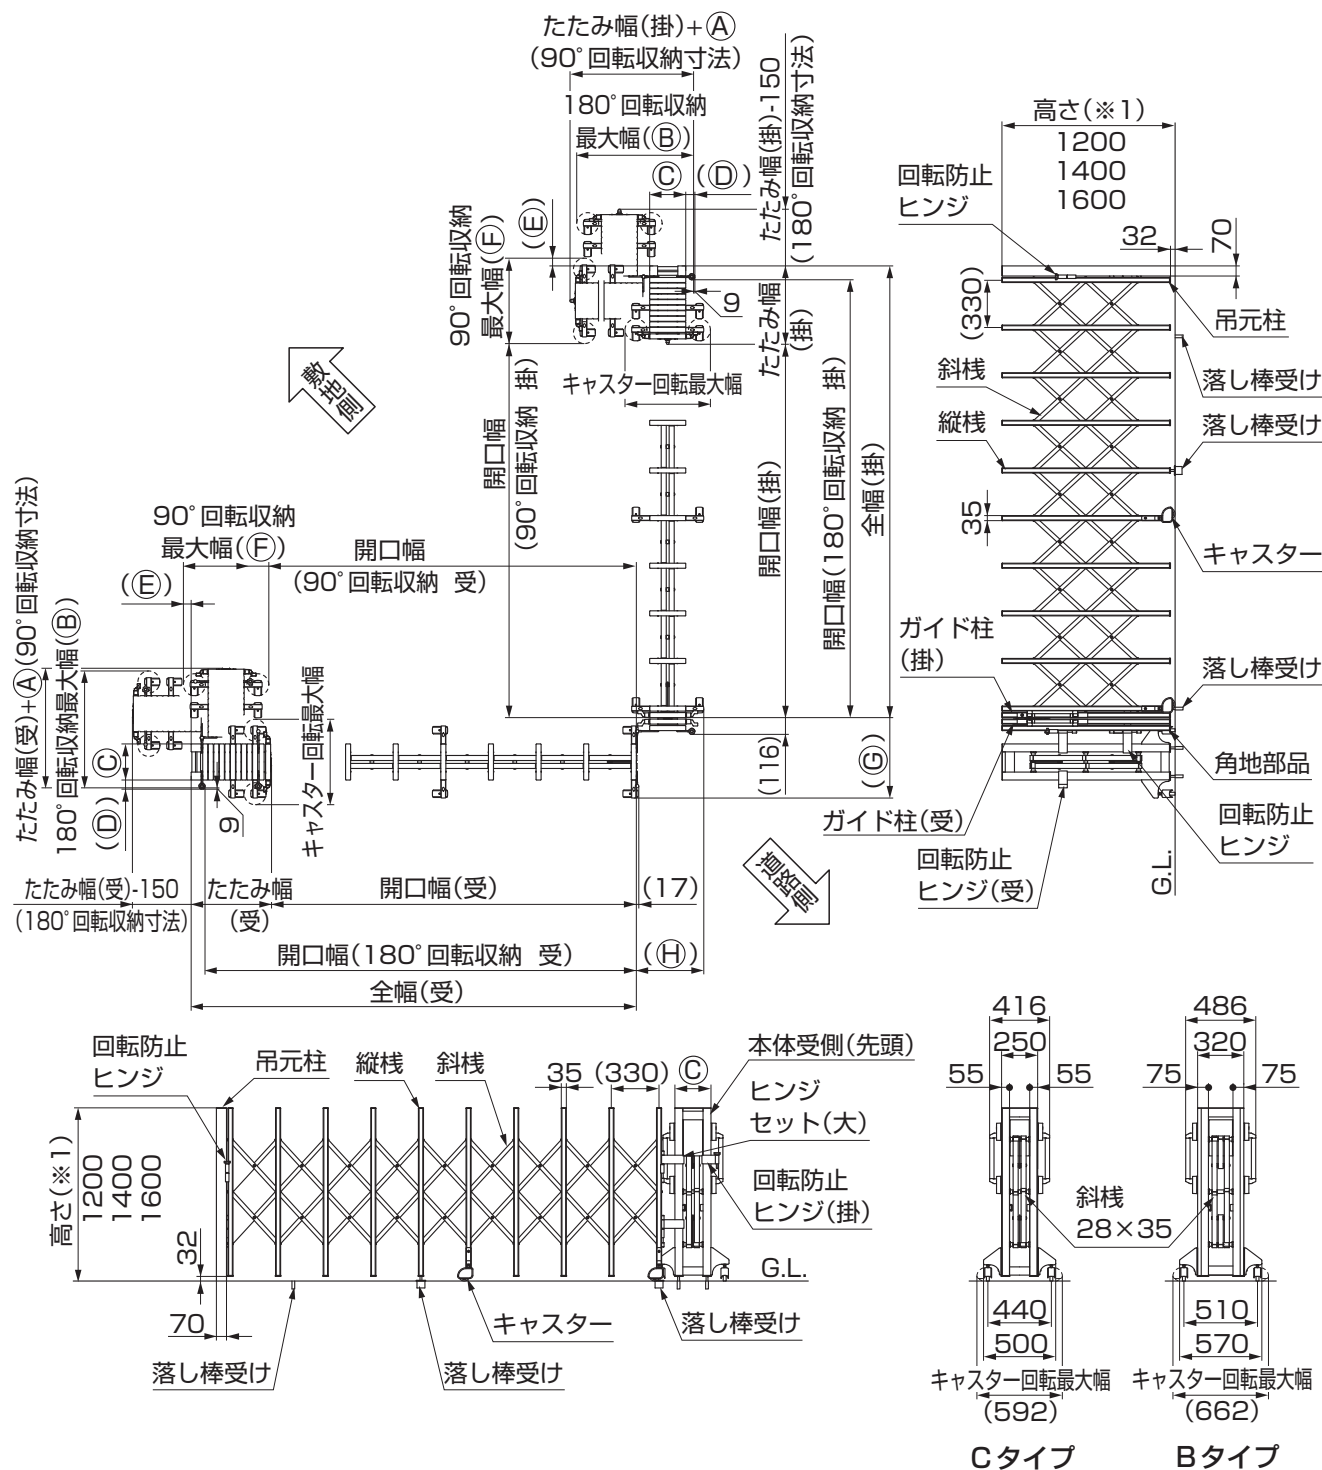 たたみ幅(掛)+Ⓐ
(90°回転収納寸法)
180°回転収納
最大幅(Ⓑ)
Ⓒ
(Ⓓ)
(Ⓔ)
90°回転収納
最大幅(Ⓕ)
たたみ幅(掛)-150
(180°回転収納寸法)
9
たたみ幅
(掛)
キャスター回転最大幅
開口幅
(90°回転収納 掛)
開口幅(掛)
開口幅(180°回転収納 掛)
全幅(掛)
敷地側
90°回転収納
最大幅(Ⓕ)
開口幅
(90°回転収納 受)
(Ⓔ)
たたみ幅(受)+Ⓐ(90°回転収納寸法)
180°回転収納最大幅(Ⓑ)
Ⓒ
(Ⓓ)
9
キャスター回転最大幅
(116)
(Ⓖ)
道路側
たたみ幅(受)-150
(180°回転収納寸法)
たたみ幅
(受)
開口幅(受)
(17)
開口幅(180°回転収納 受)
(Ⓗ)
全幅(受)
高さ(※1)
1200
1400
1600
回転防止
ヒンジ
32
70
(330)
吊元柱
斜桟
落し棒受け
縦桟
落し棒受け
35
キャスター
ガイド柱
(掛)
落し棒受け
角地部品
ガイド柱(受)
回転防止
ヒンジ
回転防止
ヒンジ(受)
G.L.
回転防止
ヒンジ
吊元柱
縦桟
斜桟
35
(330)
Ⓒ
本体受側(先頭)
ヒンジ
セット(大)
回転防止
ヒンジ(掛)
高さ(※1)
1200
1400
1600
32
70
G.L.
キャスター
落し棒受け
落し棒受け
落し棒受け
416
250
55
55
486
320
75
75
斜桟
28×35
440
500
キャスター回転最大幅
(592)
Cタイプ
510
570
キャスター回転最大幅
(662)
Bタイプ